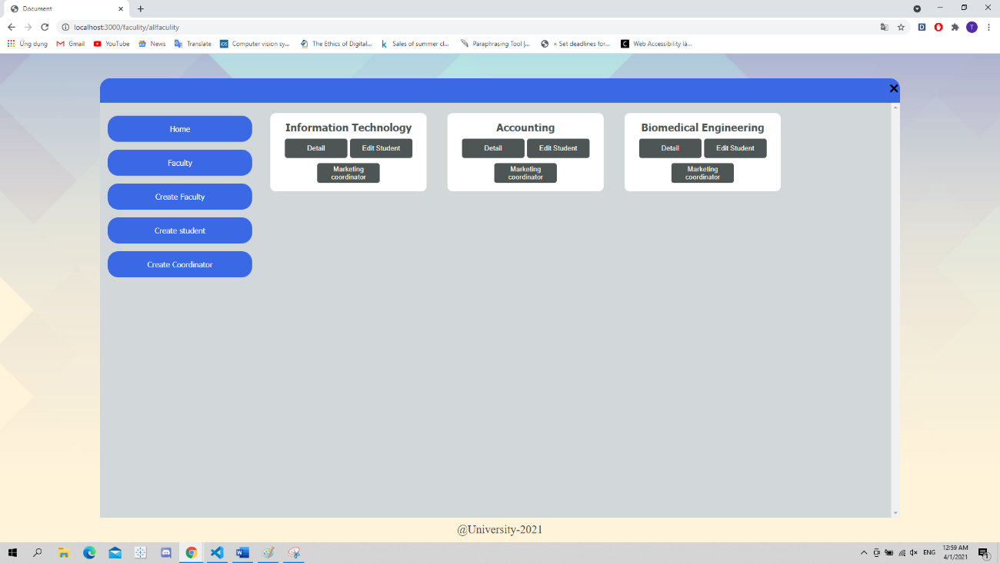 Document
localhost:3000/faculity/allfaculity
Ứng dụng
Gmail
YouTube
News
Translate
Computer vision sy...
The Ethics of Digital...
Sales of summer cl...
Paraphrasing Tool |...
× Set deadlines for...
Web Accessibility là...
Home
Faculty
Create Faculty
Create student
Create Coordinator
Information Technology
Detail
Edit Student
Marketing
coordinator
Accounting
Detail
Edit Student
Marketing
coordinator
Biomedical Engineering
Detail
Edit Student
Marketing
coordinator
@University-2021
ENG
12:59 AM
4/1/2021